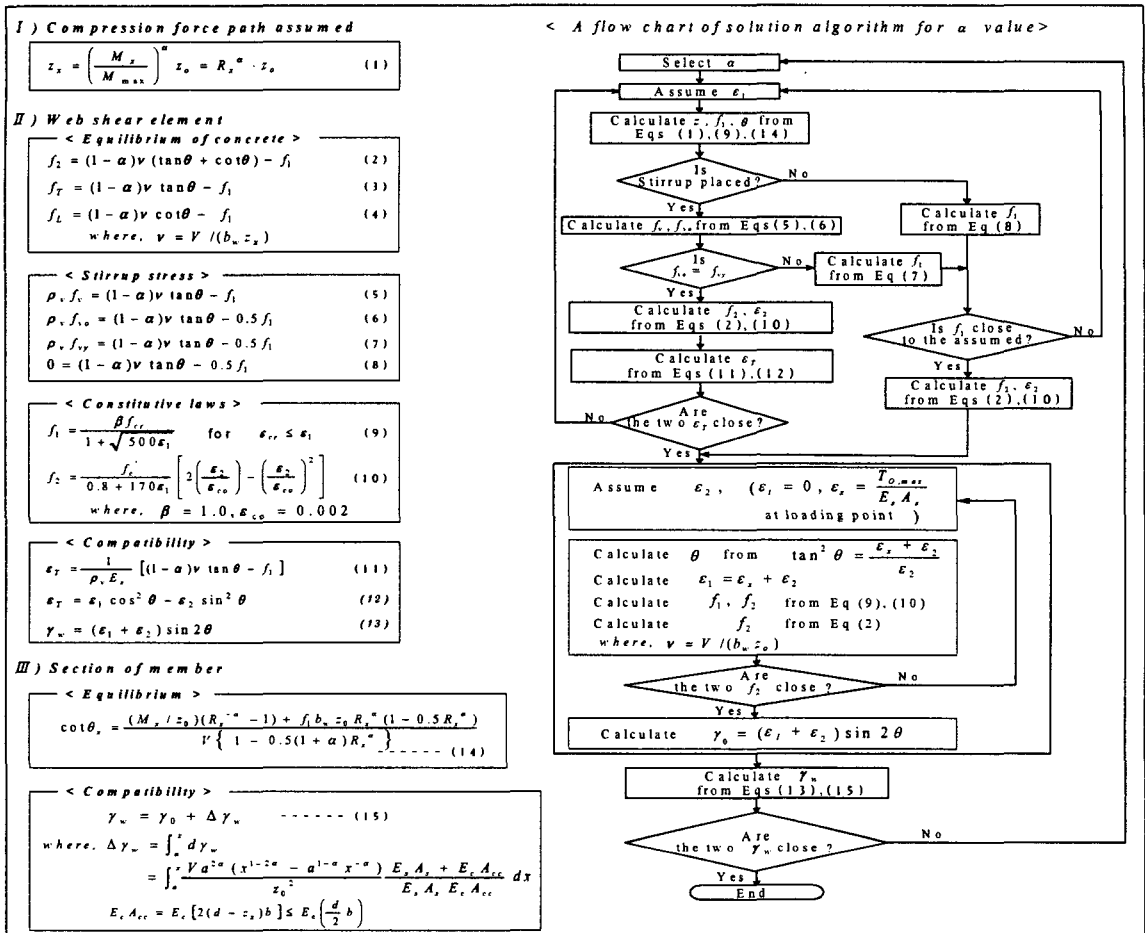 I ) Compression force path assumed
z_x = ( M_x / M_max )^α z_o = R_x^α · z_o (1)
II ) Web shear element
< Equilibrium of concrete >
f_2 = (1 - α)ν (tanθ + cotθ) - f_1 (2)
f_T = (1 - α)ν tanθ - f_1 (3)
f_L = (1 - α)ν cotθ - f_1 (4)
where, ν = V /(b_w z_x)
< Stirrup stress >
ρ_v f_v = (1 - α)ν tanθ - f_1 (5)
ρ_v f_vo = (1 - α)ν tanθ - 0.5 f_1 (6)
ρ_v f_vy = (1 - α)ν tanθ - 0.5 f_1 (7)
0 = (1 - α)ν tanθ - 0.5 f_1 (8)
< Constitutive laws >
f_1 = β f_cr / (1 + √500ε_1) for ε_cr ≤ ε_1 (9)
f_2 = f_c' / (0.8 + 170ε_1) [ 2(ε_2 / ε_co) - (ε_2 / ε_co)^2 ] (10)
where, β = 1.0, ε_co = 0.002
< Compatibility >
ε_T = 1 / (ρ_v E_s) [(1 - α)ν tanθ - f_1] (11)
ε_T = ε_1 cos^2 θ - ε_2 sin^2 θ (12)
γ_w = (ε_1 + ε_2) sin 2θ (13)
III ) Section of member
< Equilibrium >
cotθ_x = (M_x / z_0)(R_x^-α - 1) + f_1 b_w z_0 R_x^α (1 - 0.5 R_x^α) / V{ 1 - 0.5(1 + α)R_x^α } ------ (14)
< Compatibility >
γ_w = γ_0 + Δγ_w ------ (15)
where, Δγ_w = ∫_a^x dγ_w
= ∫_a^x V a^2α (x^1-2α - a^1-α x^-α) / z_0^2 E_s A_s + E_c A_cc / E_s A_s E_c A_cc dx
E_c A_cc = E_c [2(d - z_x)b] ≤ E_c (d/2 b)
< A flow chart of solution algorithm for α value>
Select α
Assume ε_1
Calculate z, f_1, θ from
Eqs (1),(9),(14)
Is
Stirrup placed?
No
Yes
Calculate f_v, f_vo from Eqs(5),(6)
Calculate f_1
from Eq (8)
Is
f_vo = f_vy
No
Calculate f_1
from Eq (7)
Yes
Calculate f_2, ε_2
from Eqs (2),(10)
Is f_1 close
to the assumed?
No
Calculate ε_T
from Eqs (11),(12)
Yes
Calculate f_2, ε_2
from Eqs (2),(10)
Are
the two ε_T close?
No
Yes
Assume ε_2, (ε_t = 0, ε_x = T_o,max / E_s A_s
at loading point )
Calculate θ from tan^2 θ = ε_x + ε_2 / ε_2
Calculate ε_1 = ε_x + ε_2
Calculate f_1, f_2 from Eq (9),(10)
Calculate f_2 from Eq (2)
where, ν = V /(b_w z_o)
Are
the two f_2 close ?
No
Yes
Calculate γ_0 = (ε_1 + ε_2) sin 2θ
Calculate γ_w
from Eqs (13),(15)
Are
the two γ_w close ?
No
Yes
End